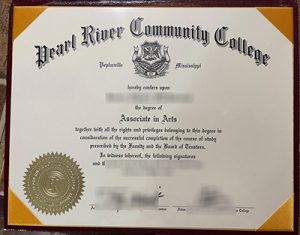 Pearl River Community College
Poplarville Mississippi
hereby confers upon
the degree of
Associate in Arts
together with all the rights and privileges belonging to this degree in
consideration of the successful completion of the course of study
prescribed by the Faculty and the Board of Trustees.
In witness whereof, the following signatures
and